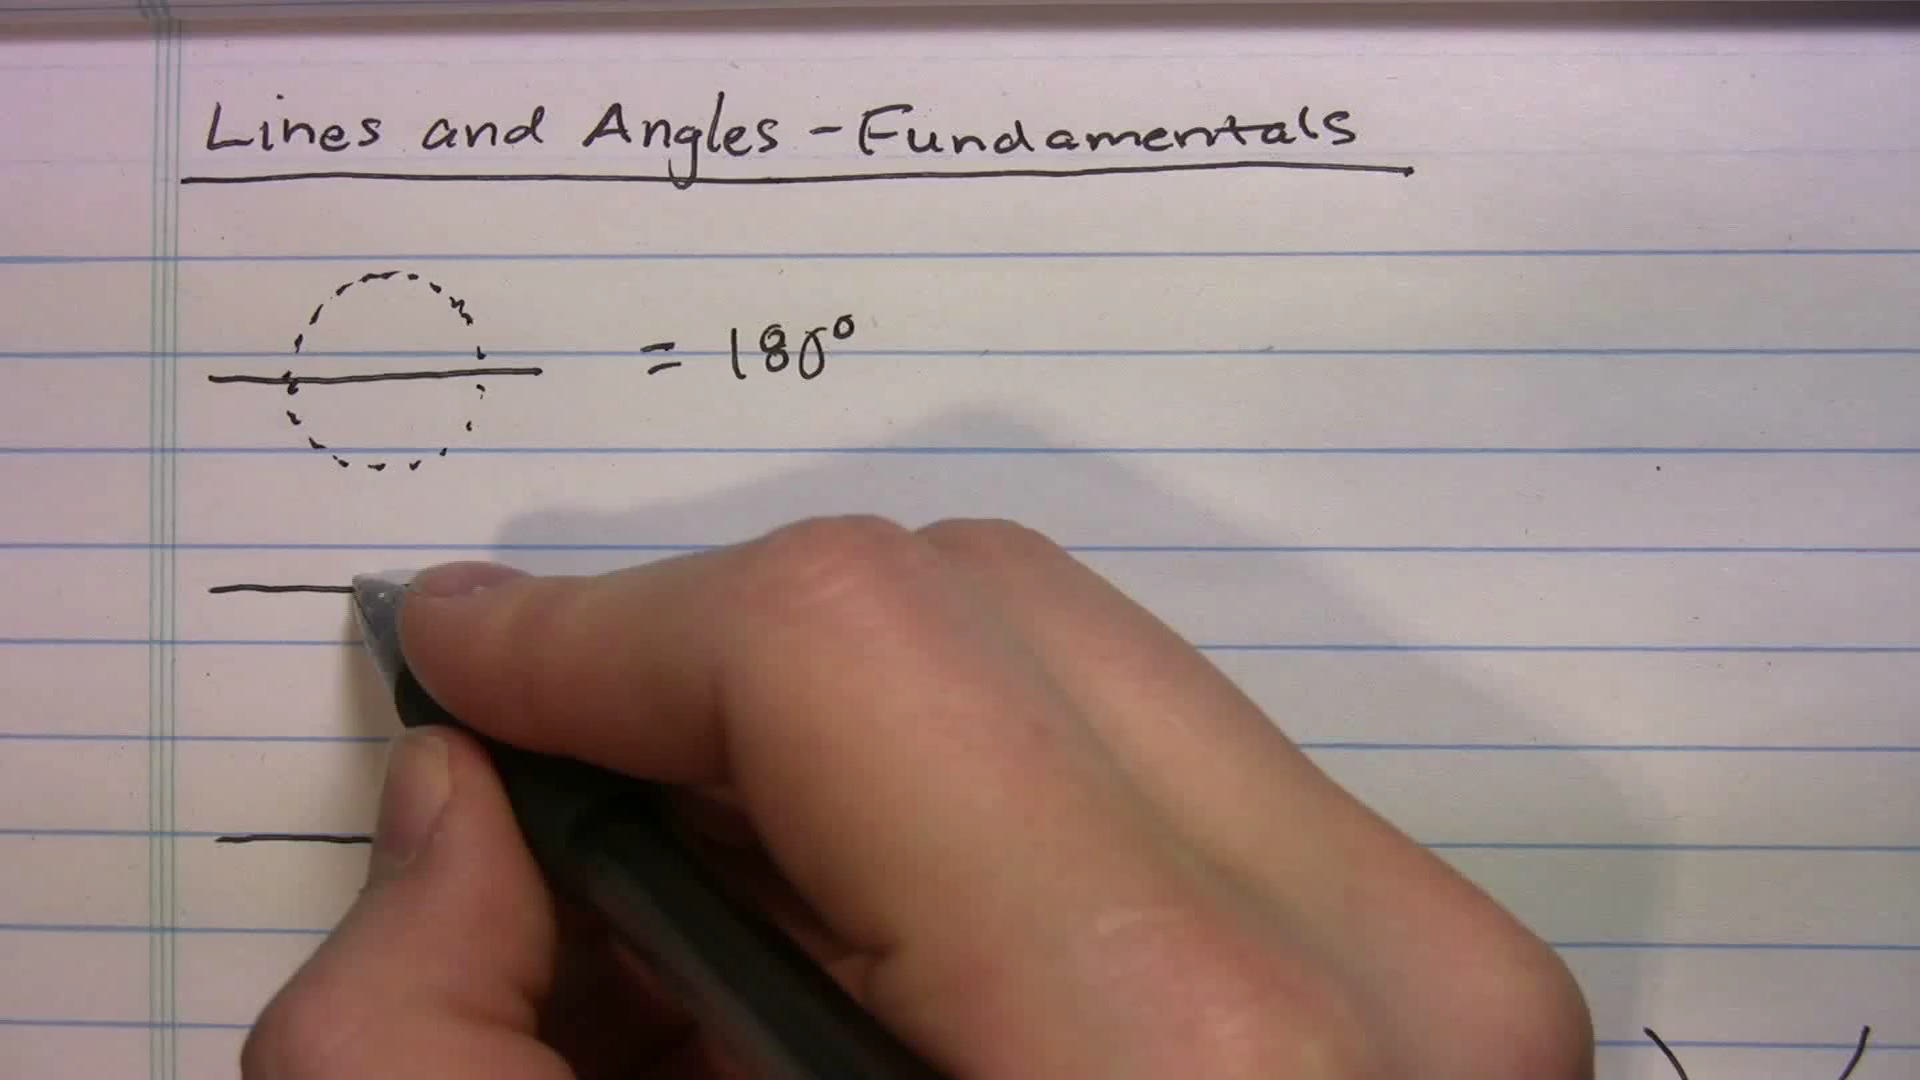 Lines and Angles - Fundamentals
= 180°